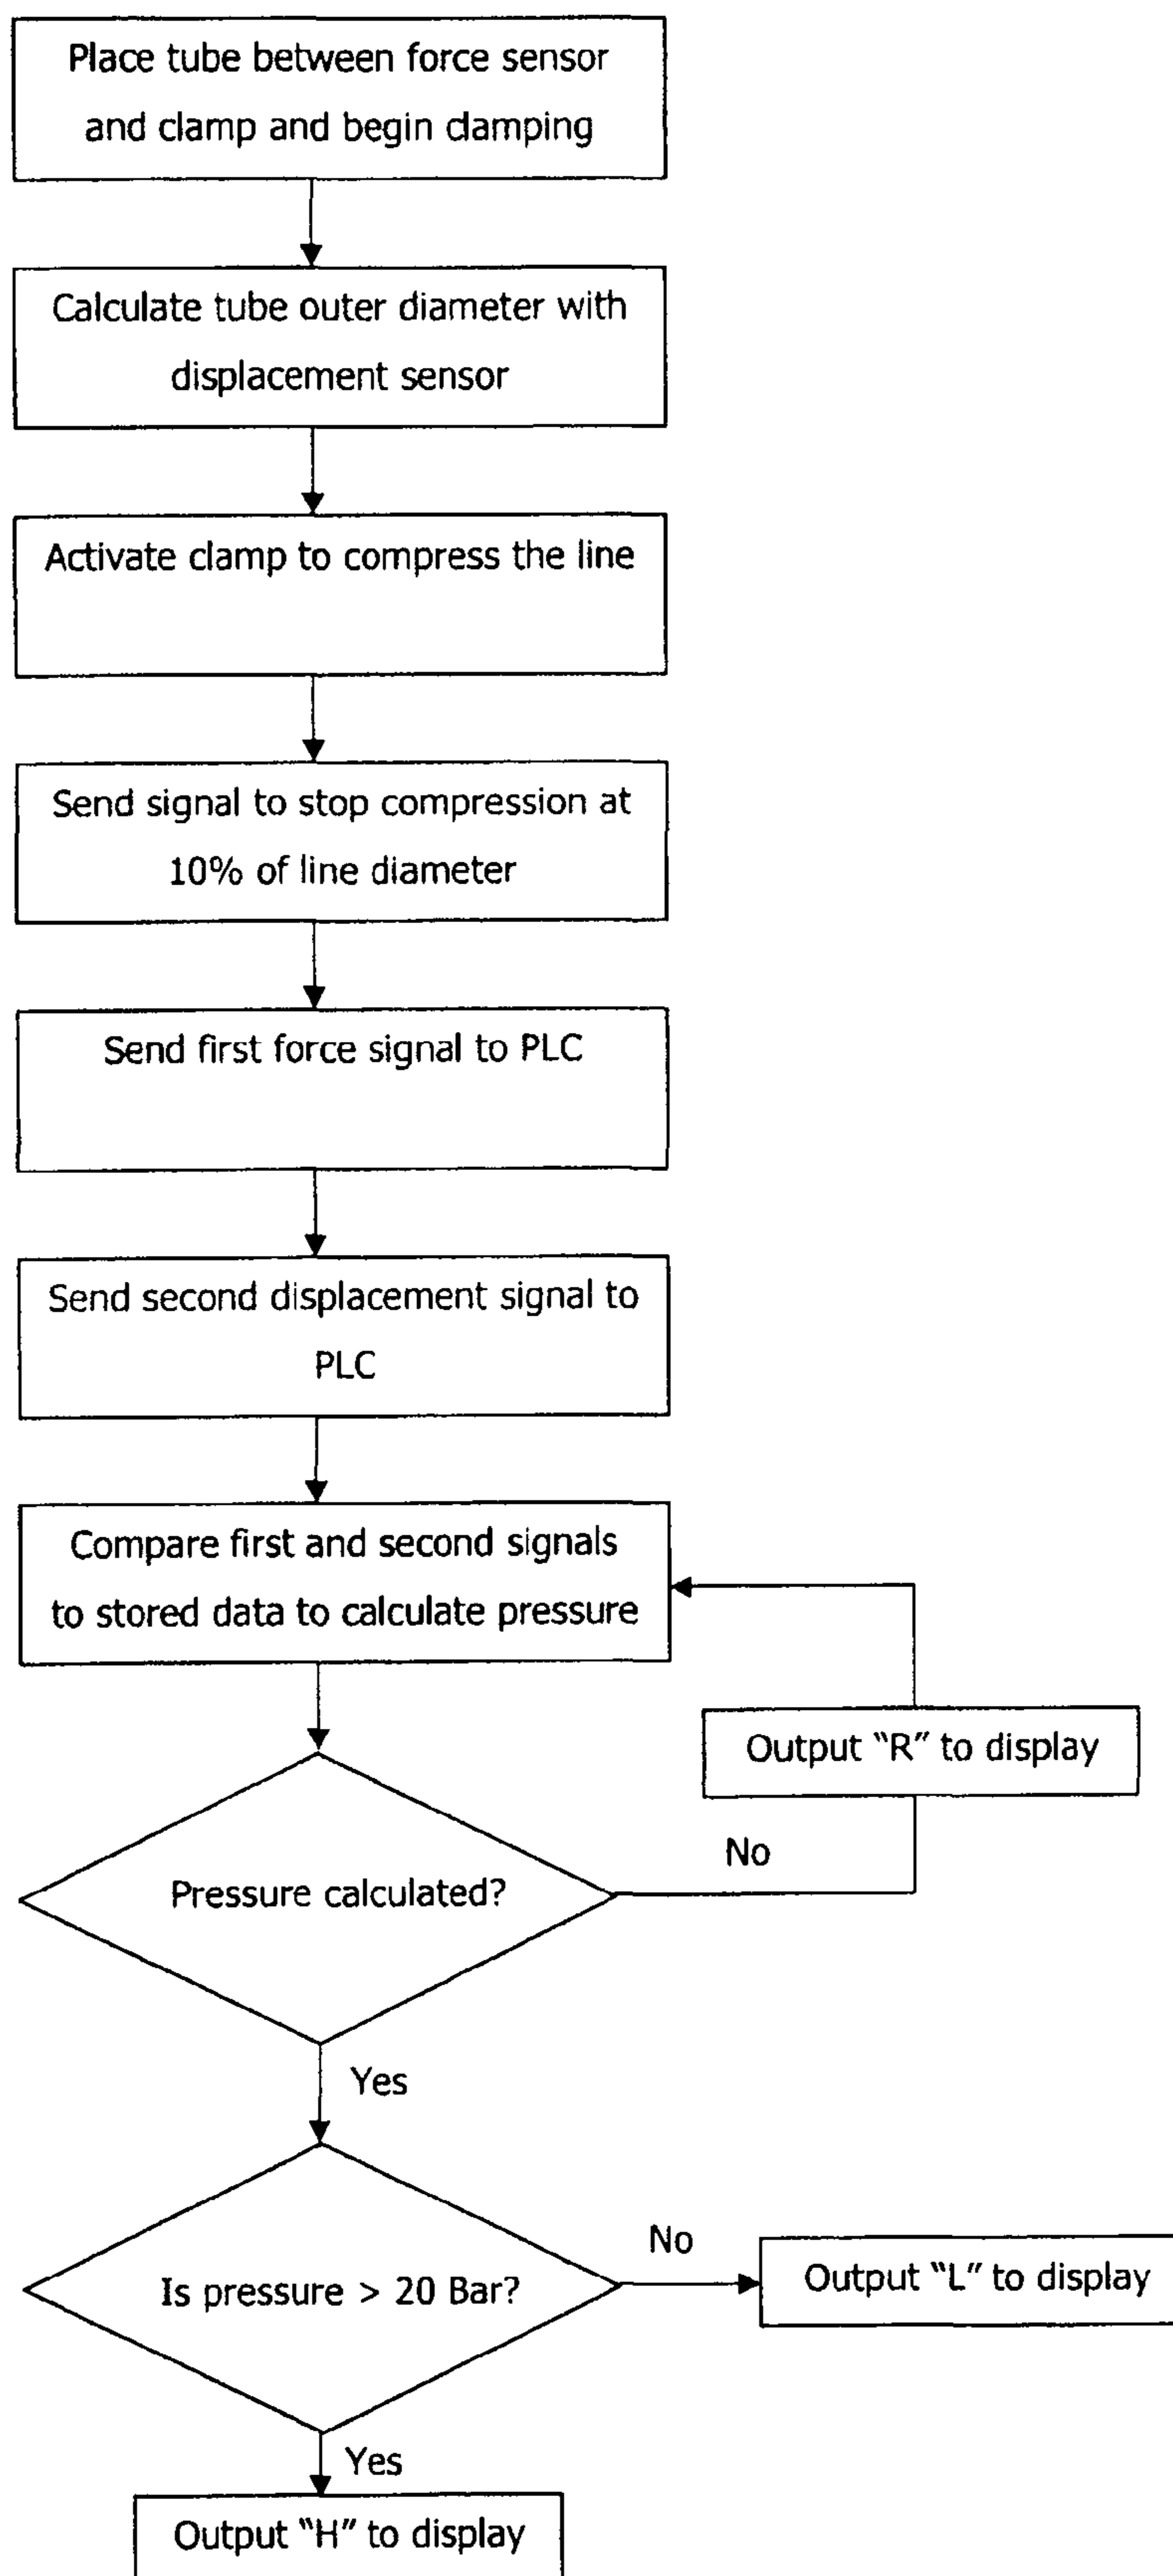 Place tube between force sensor
and clamp and begin clamping
Calculate tube outer diameter with
displacement sensor
Activate clamp to compress the line
Send signal to stop compression at
10% of line diameter
Send first force signal to PLC
Send second displacement signal to
PLC
Compare first and second signals
to stored data to calculate pressure
Output “R” to display
No
Pressure calculated?
Yes
No
Output “L” to display
Is pressure > 20 Bar?
Yes
Output “H” to display